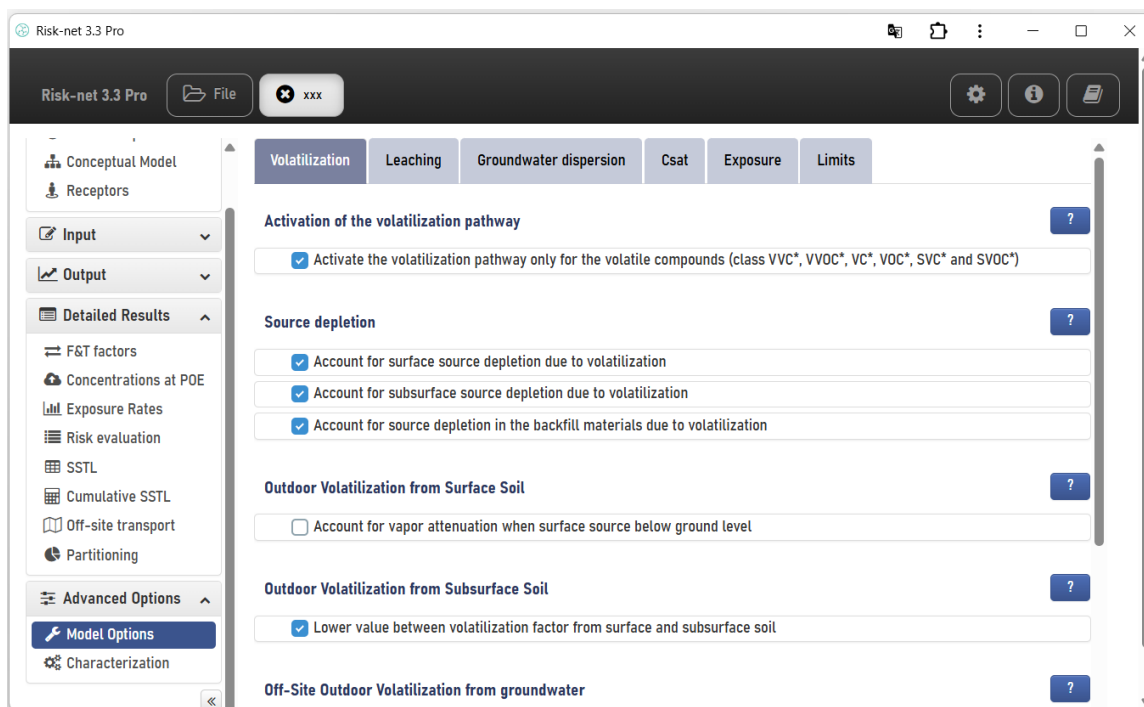 Risk-net 3.3 Pro
Risk-net 3.3 Pro File xxx
Conceptual Model
Receptors
Input
Output
Detailed Results
F&T factors
Concentrations at POE
Exposure Rates
Risk evaluation
SSTL
Cumulative SSTL
Off-site transport
Partitioning
Advanced Options
Model Options
Characterization
«
Volatilization Leaching Groundwater dispersion Csat Exposure Limits
Activation of the volatilization pathway ?
Activate the volatilization pathway only for the volatile compounds (class VVC*, VVOC*, VC*, VOC*, SVC* and SVOC*)
Source depletion ?
Account for surface source depletion due to volatilization
Account for subsurface source depletion due to volatilization
Account for source depletion in the backfill materials due to volatilization
Outdoor Volatilization from Surface Soil ?
Account for vapor attenuation when surface source below ground level
Outdoor Volatilization from Subsurface Soil ?
Lower value between volatilization factor from surface and subsurface soil
Off-Site Outdoor Volatilization from groundwater ?